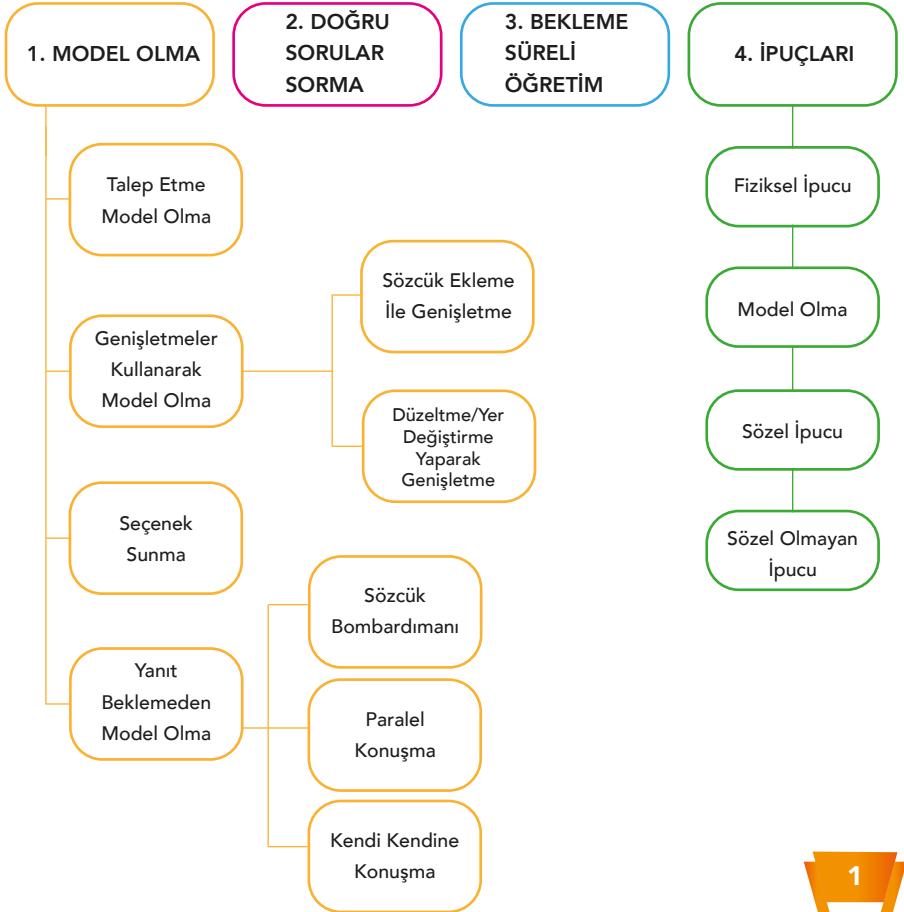 1. MODEL OLMA
2. DOĞRU
SORULAR
SORMA
3. BEKLEME
SÜRELİ
ÖĞRETİM
4. İPUÇLARI
Talep Etme
Model Olma
Genişletmeler
Kullanarak
Model Olma
Sözcük Ekleme
İle Genişletme
Düzeltme/Yer
Değiştirme
Yaparak
Genişletme
Seçenek
Sunma
Yanıt
Beklemeden
Model Olma
Sözcük
Bombardımanı
Paralel
Konuşma
Kendi Kendine
Konuşma
Fiziksel İpucu
Model Olma
Sözel İpucu
Sözel Olmayan
İpucu
1